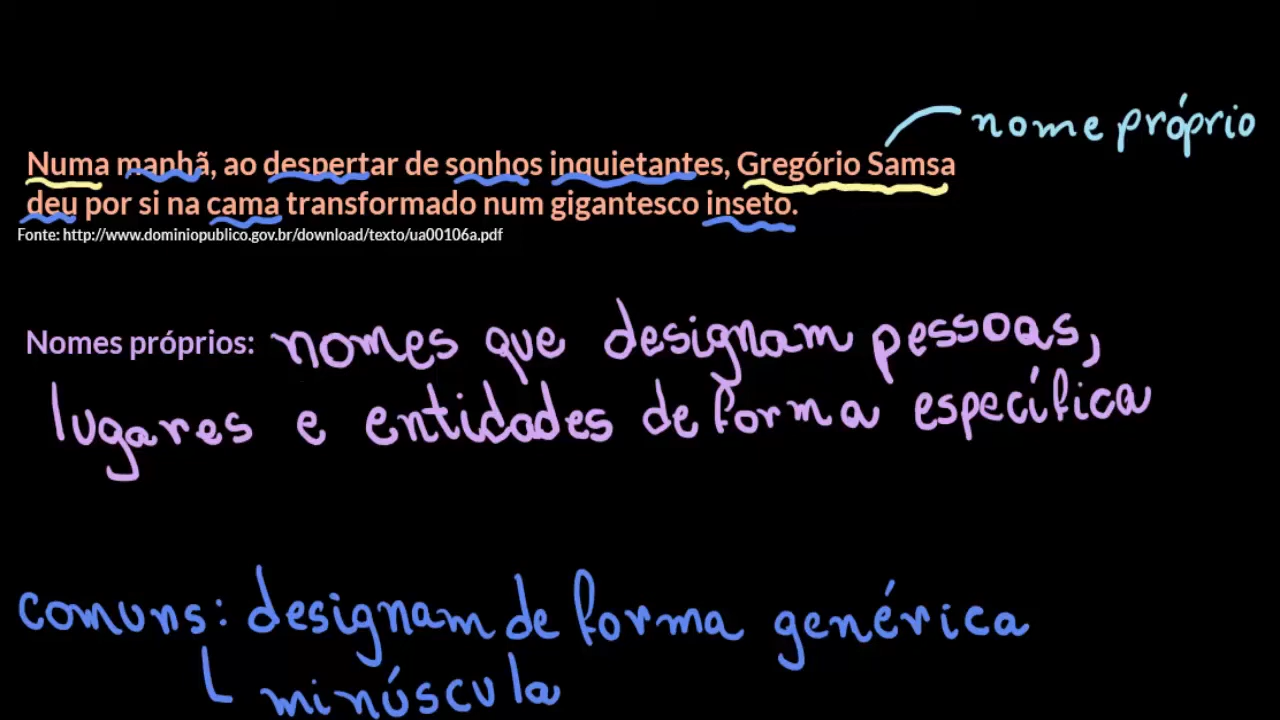 nome próprio
Numa manhã, ao despertar de sonhos inquietantes, Gregório Samsa
deu por si na cama transformado num gigantesco inseto.
Fonte: http://www.dominiopublico.gov.br/download/texto/ua00106a.pdf
Nomes próprios: nomes que designam pessoas,
lugares e entidades de forma específica
comuns: designam de forma genérica
minúscula